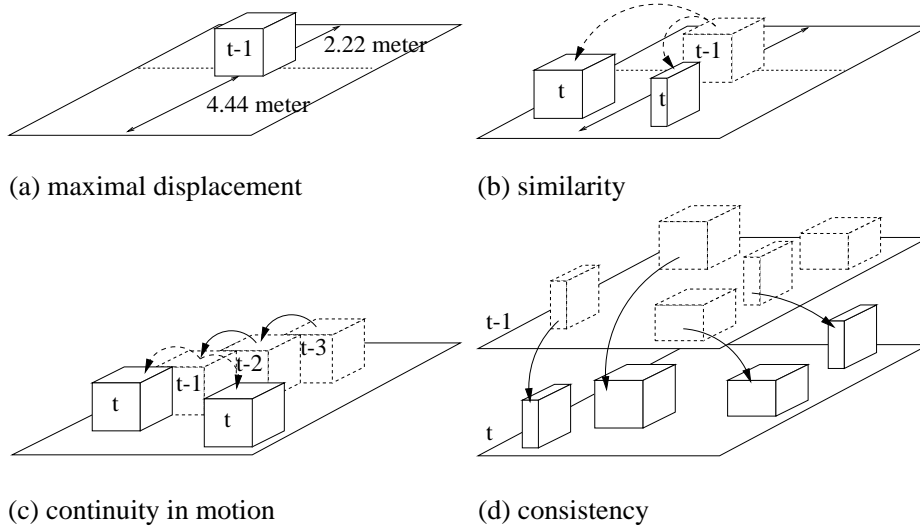 t-1
2.22 meter
4.44 meter
(a) maximal displacement
t-1
t
t
(b) similarity
t-3
t-2
t-1
t
t
(c) continuity in motion
t-1
t
(d) consistency